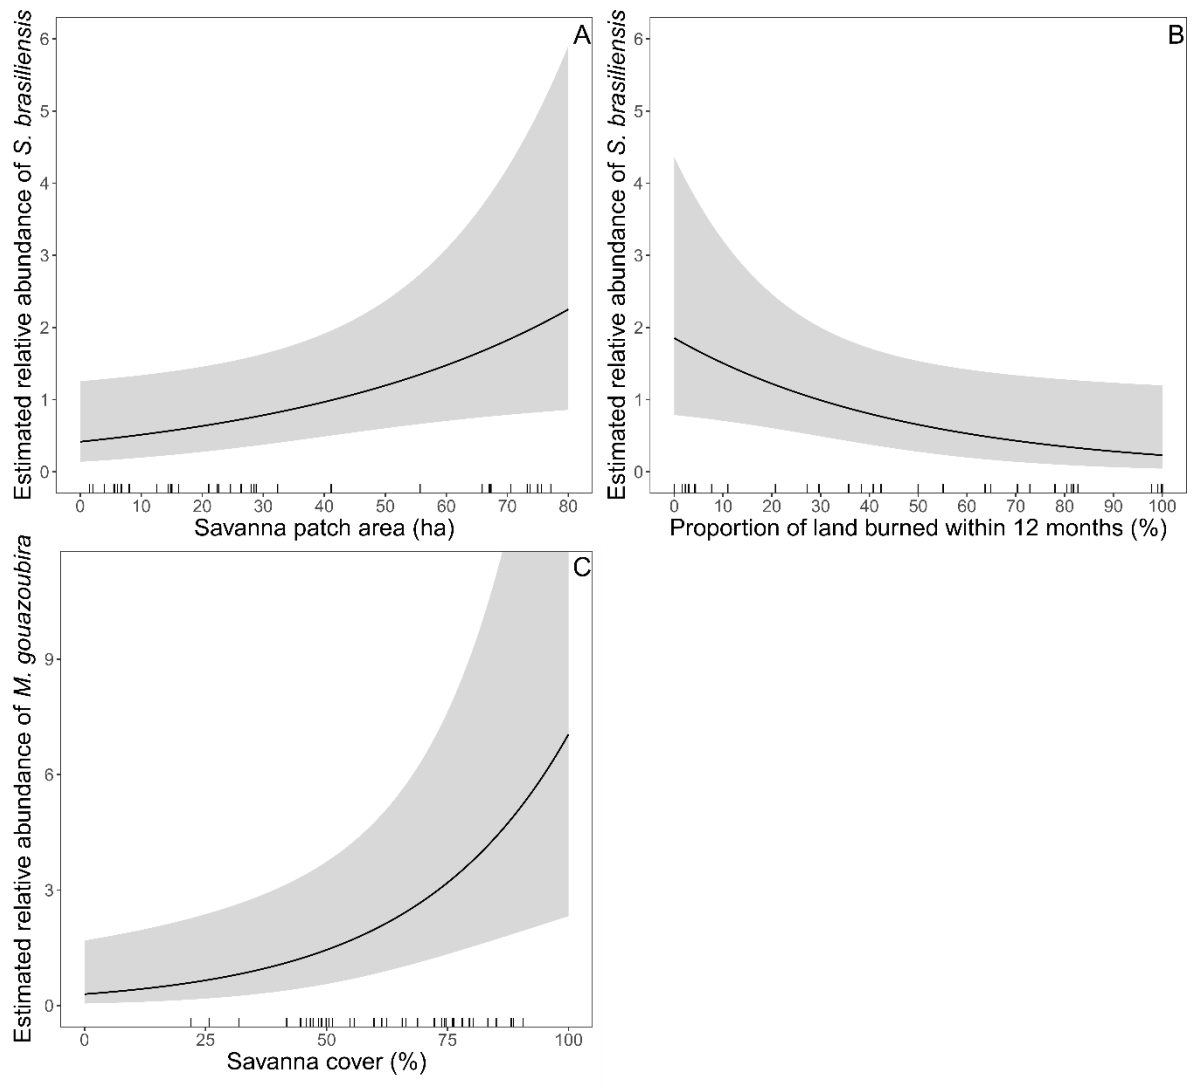 A
Estimated relative abundance of S. brasiliensis
6
5
4
3
2
1
0
0 10 20 30 40 50 60 70 80
Savanna patch area (ha)
B
Estimated relative abundance of S. brasiliensis
6
5
4
3
2
1
0
0 10 20 30 40 50 60 70 80 90 100
Proportion of land burned within 12 months (%)
C
Estimated relative abundance of M. gouazoubira
9
6
3
0
0 25 50 75 100
Savanna cover (%)